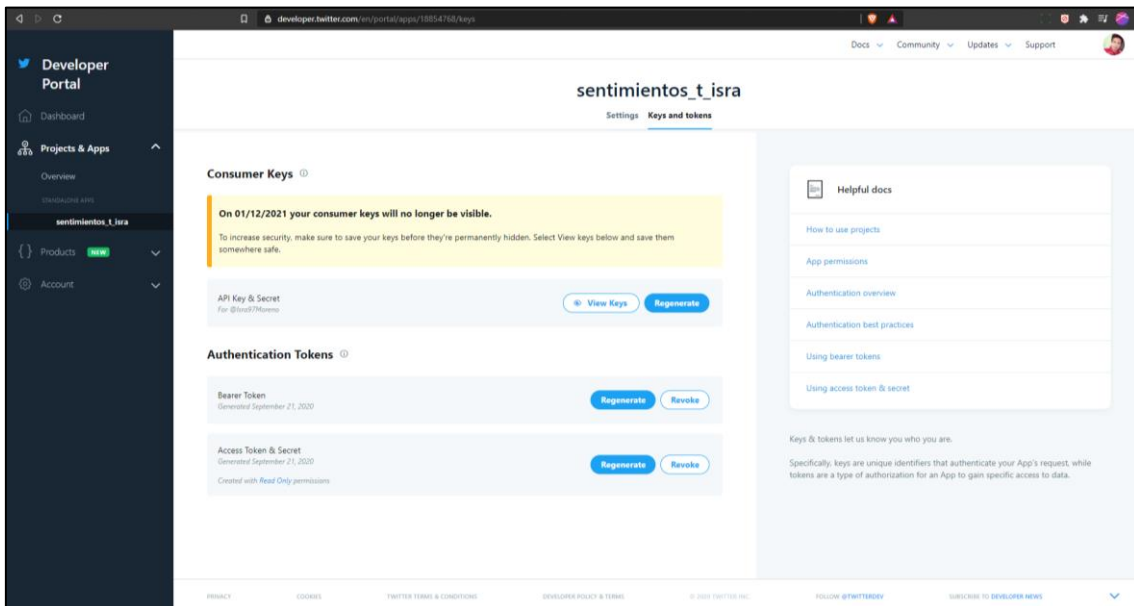 developer.twitter.com/en/portal/apps/18854768/keys
Docs Community Updates Support
Developer
Portal
Dashboard
Projects & Apps
Overview
STANDALONE APPS
sentimientos_t_isra
Products NEW
Account
sentimientos_t_isra
Settings Keys and tokens
Consumer Keys
On 01/12/2021 your consumer keys will no longer be visible.
To increase security, make sure to save your keys before they're permanently hidden. Select View keys below and save them
somewhere safe.
API Key & Secret
For @Isra97Moreno
View Keys Regenerate
Authentication Tokens
Bearer Token
Generated September 21, 2020
Regenerate Revoke
Access Token & Secret
Generated September 21, 2020
Created with Read Only permissions
Regenerate Revoke
Helpful docs
How to use projects
App permissions
Authentication overview
Authentication best practices
Using bearer tokens
Using access token & secret
Keys & tokens let us know you who you are.
Specifically, keys are unique identifiers that authenticate your App's request, while
tokens are a type of authorization for an App to gain specific access to data.
PRIVACY COOKIES TWITTER TERMS & CONDITIONS DEVELOPER POLICY & TERMS © 2020 TWITTER INC. FOLLOW @TWITTERDEV SUBSCRIBE TO DEVELOPER NEWS